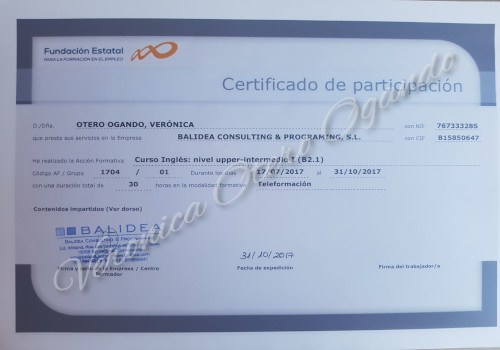 Fundación Estatal
PARA LA FORMACIÓN EN EL EMPLEO
Certificado de participación
D./Dña. OTERO OGANDO, VERÓNICA con NIF 76733328S
que presta sus servicios en la Empresa BALIDEA CONSULTING & PROGRAMING, S.L. con CIF B15850647
Ha realizado la Acción Formativa Curso Inglés: nivel upper-intermedie I (B2.1)
Código AF / Grupo 1704 / 01 Durante los días 17/07/2017 al 31/10/2017
con una duración total de 30 horas en la modalidad formativa Teleformación
Contenidos impartidos (Ver dorso)
BALIDEA
31/10/2017
Firma y sello de la Empresa / Centro Fecha de expedición Firma del trabajador/a
Formador
Verónica Otero Ogando